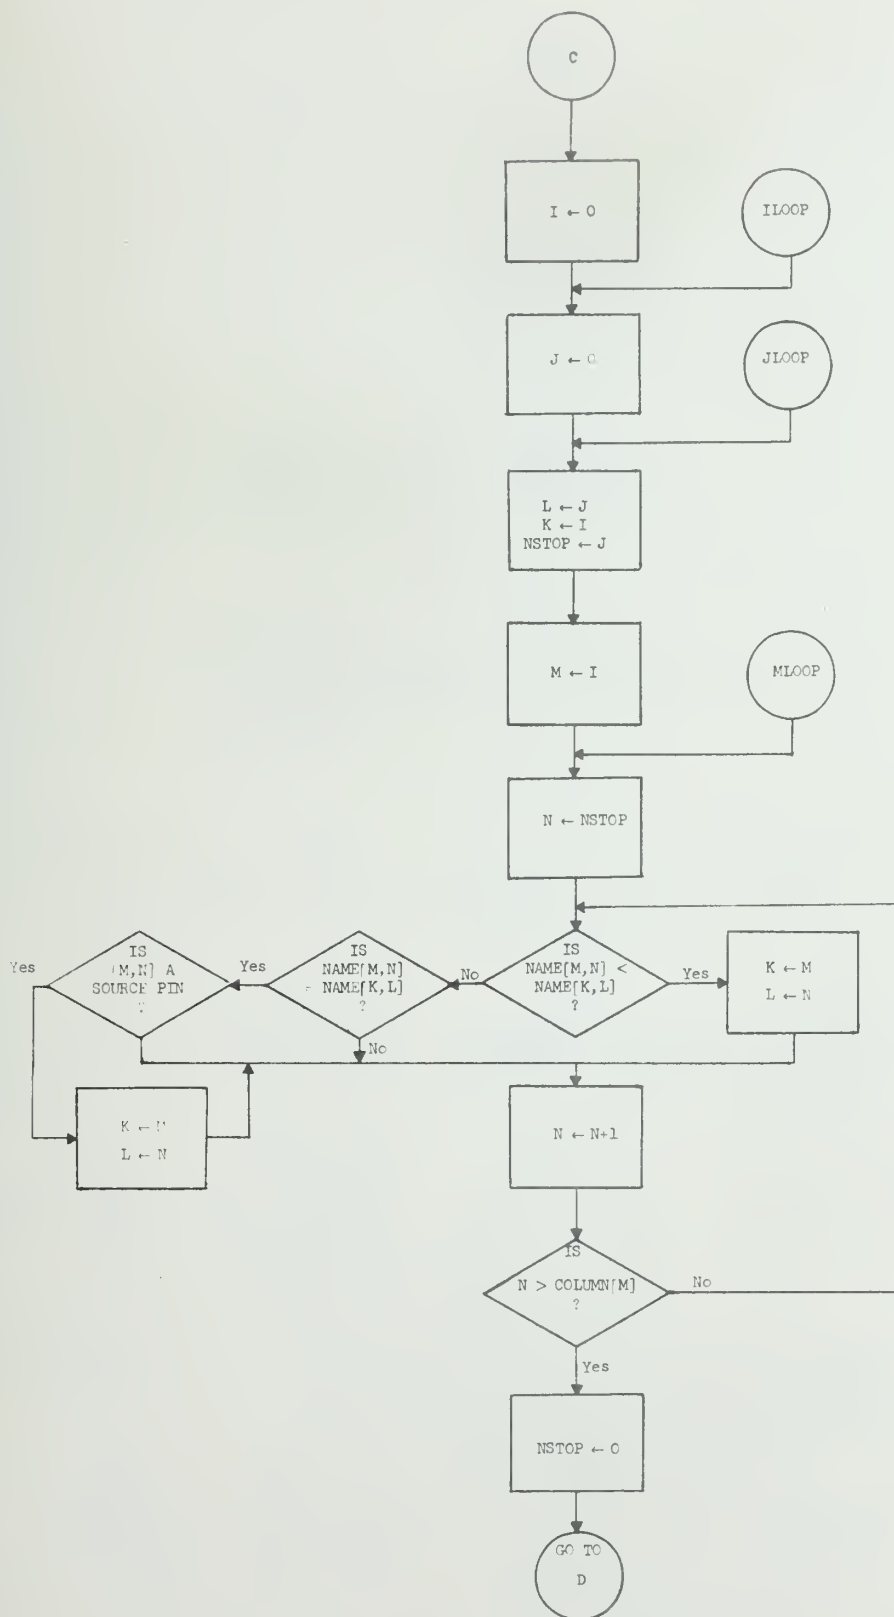 C
I ← 0
ILOOP
J ← 0
JLOOP
L ← J
K ← I
NSTOP ← J
M ← I
MLOOP
N ← NSTOP
Yes
IS
[M,N] A
SOURCE PIN
?
Yes
IS
NAME[M,N]
= NAME[K,L]
?
No
No
IS
NAME[M,N] <
NAME[K,L]
?
Yes
K ← M
L ← N
K ← M
L ← N
N ← N+1
IS
N > COLUMN[M]
?
No
Yes
NSTOP ← 0
GO TO
D